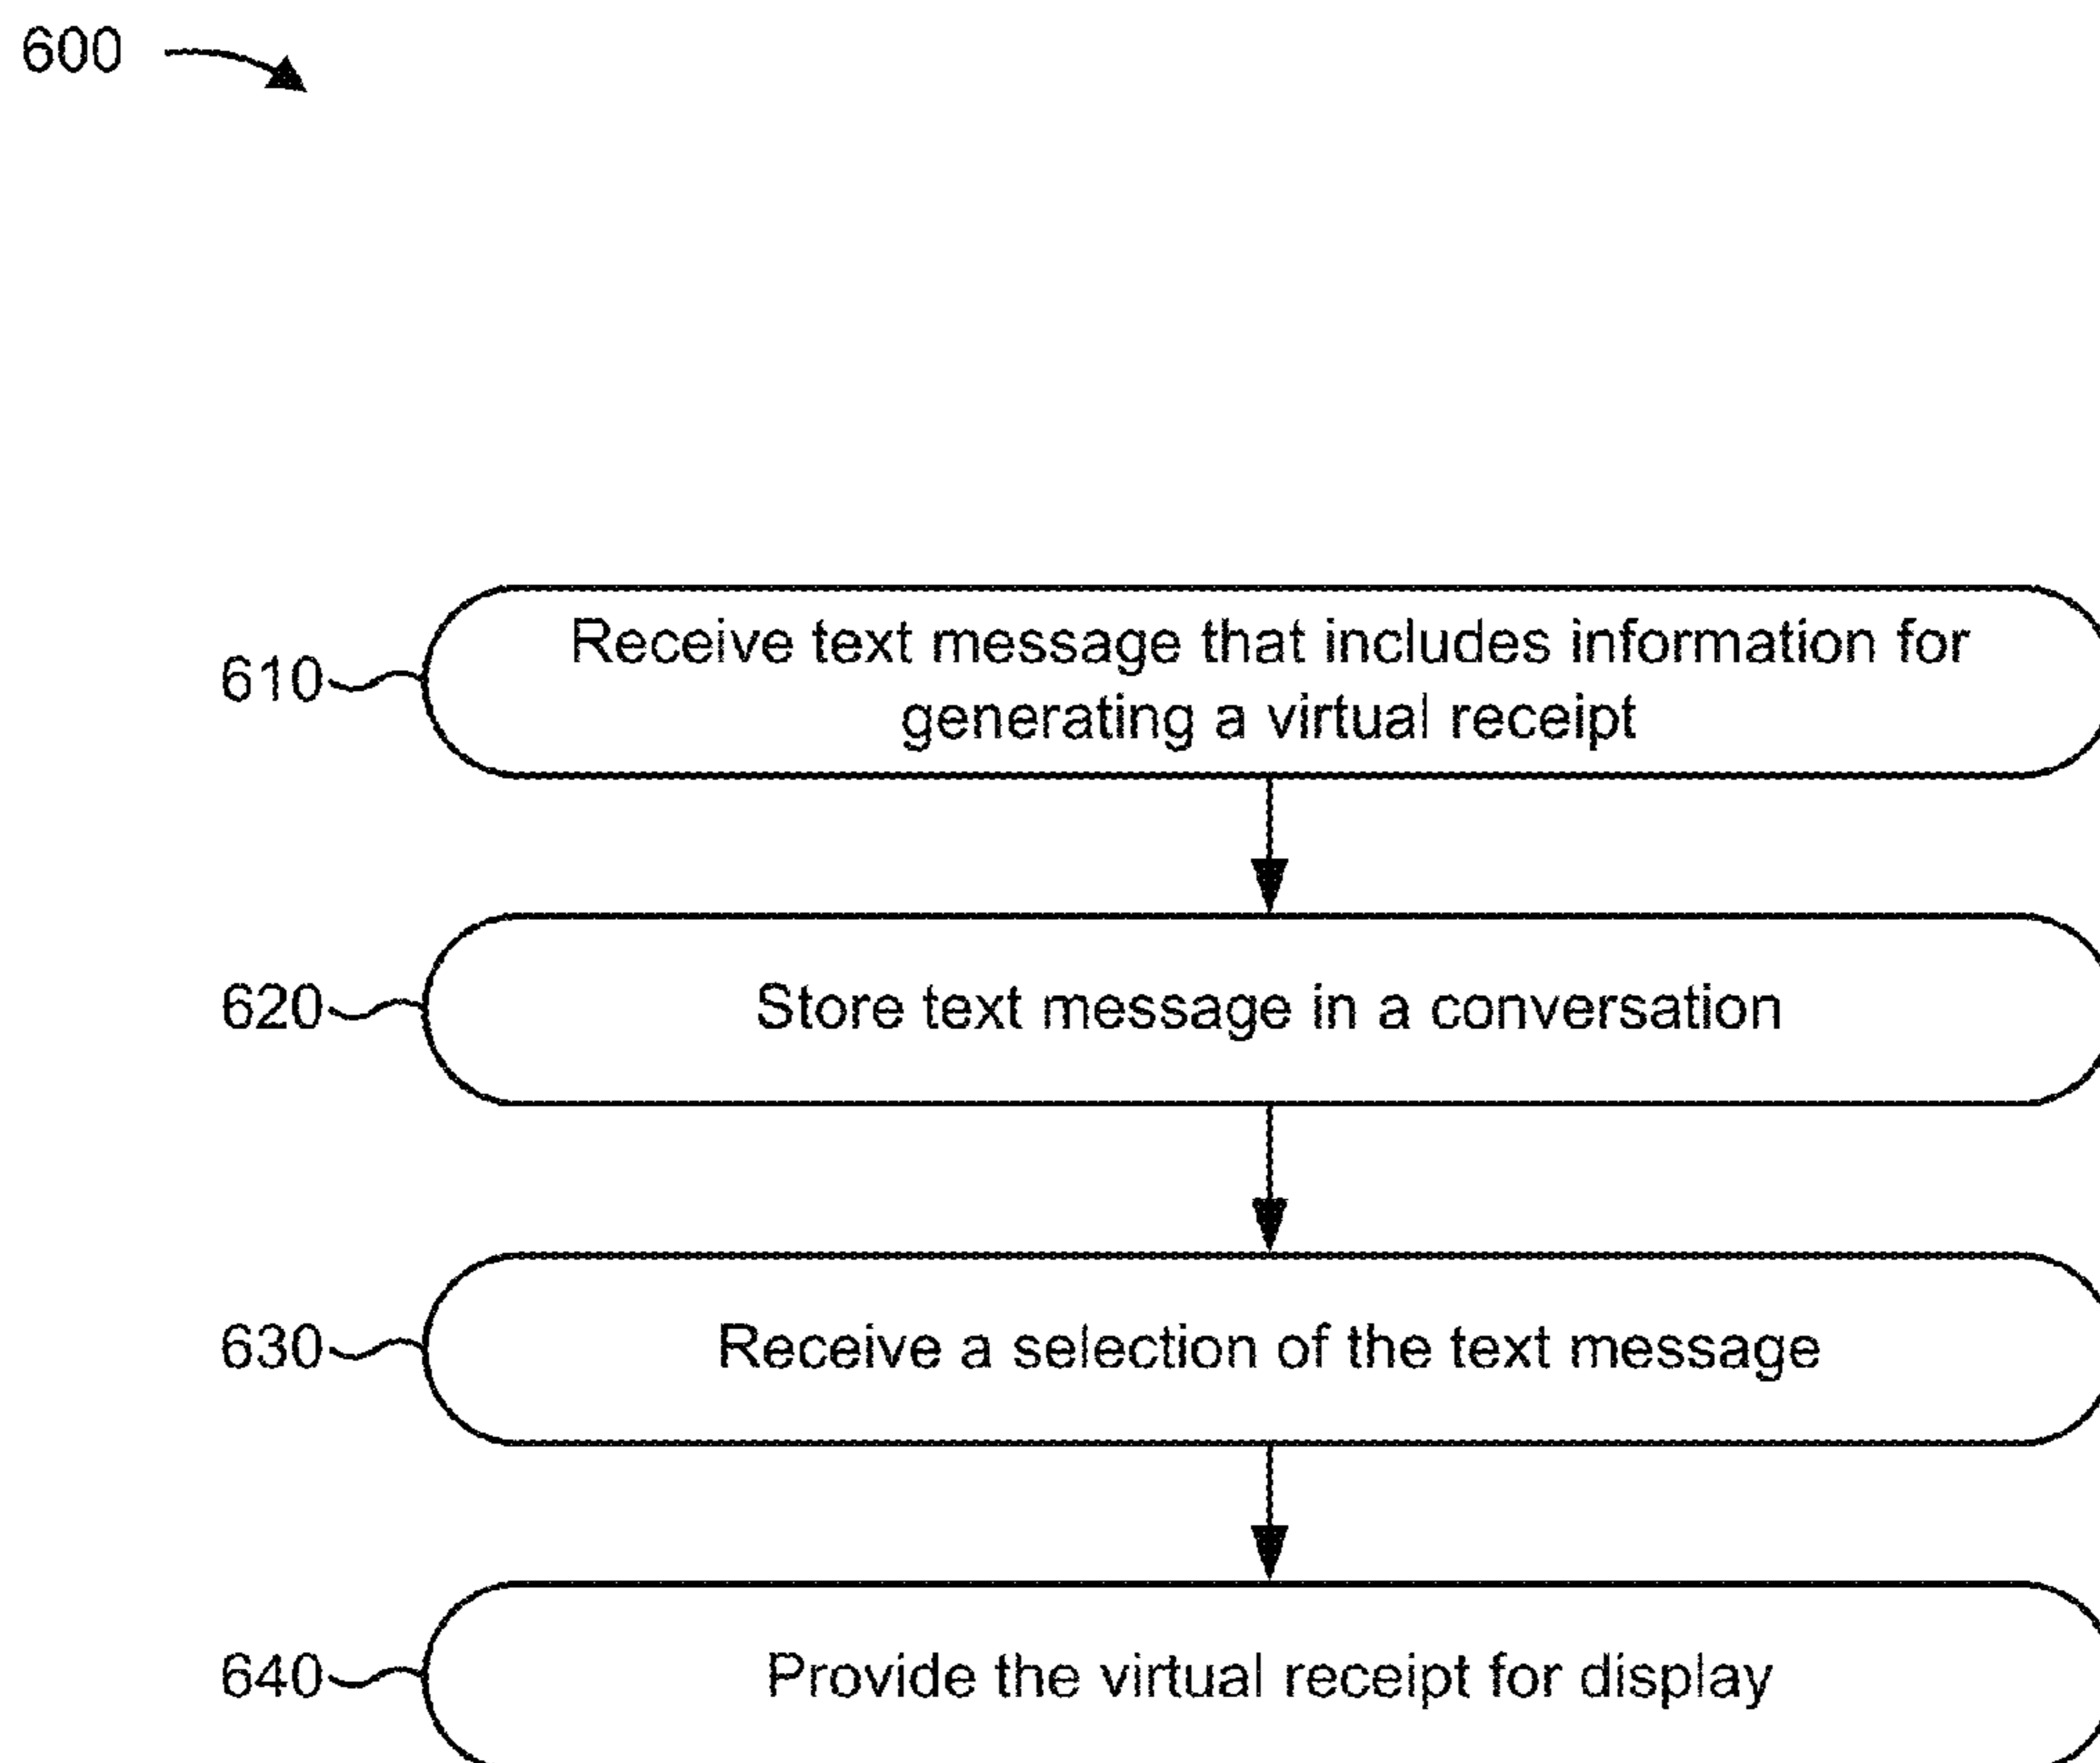 600
610
Receive text message that includes information for
generating a virtual receipt
620
Store text message in a conversation
630
Receive a selection of the text message
640
Provide the virtual receipt for display